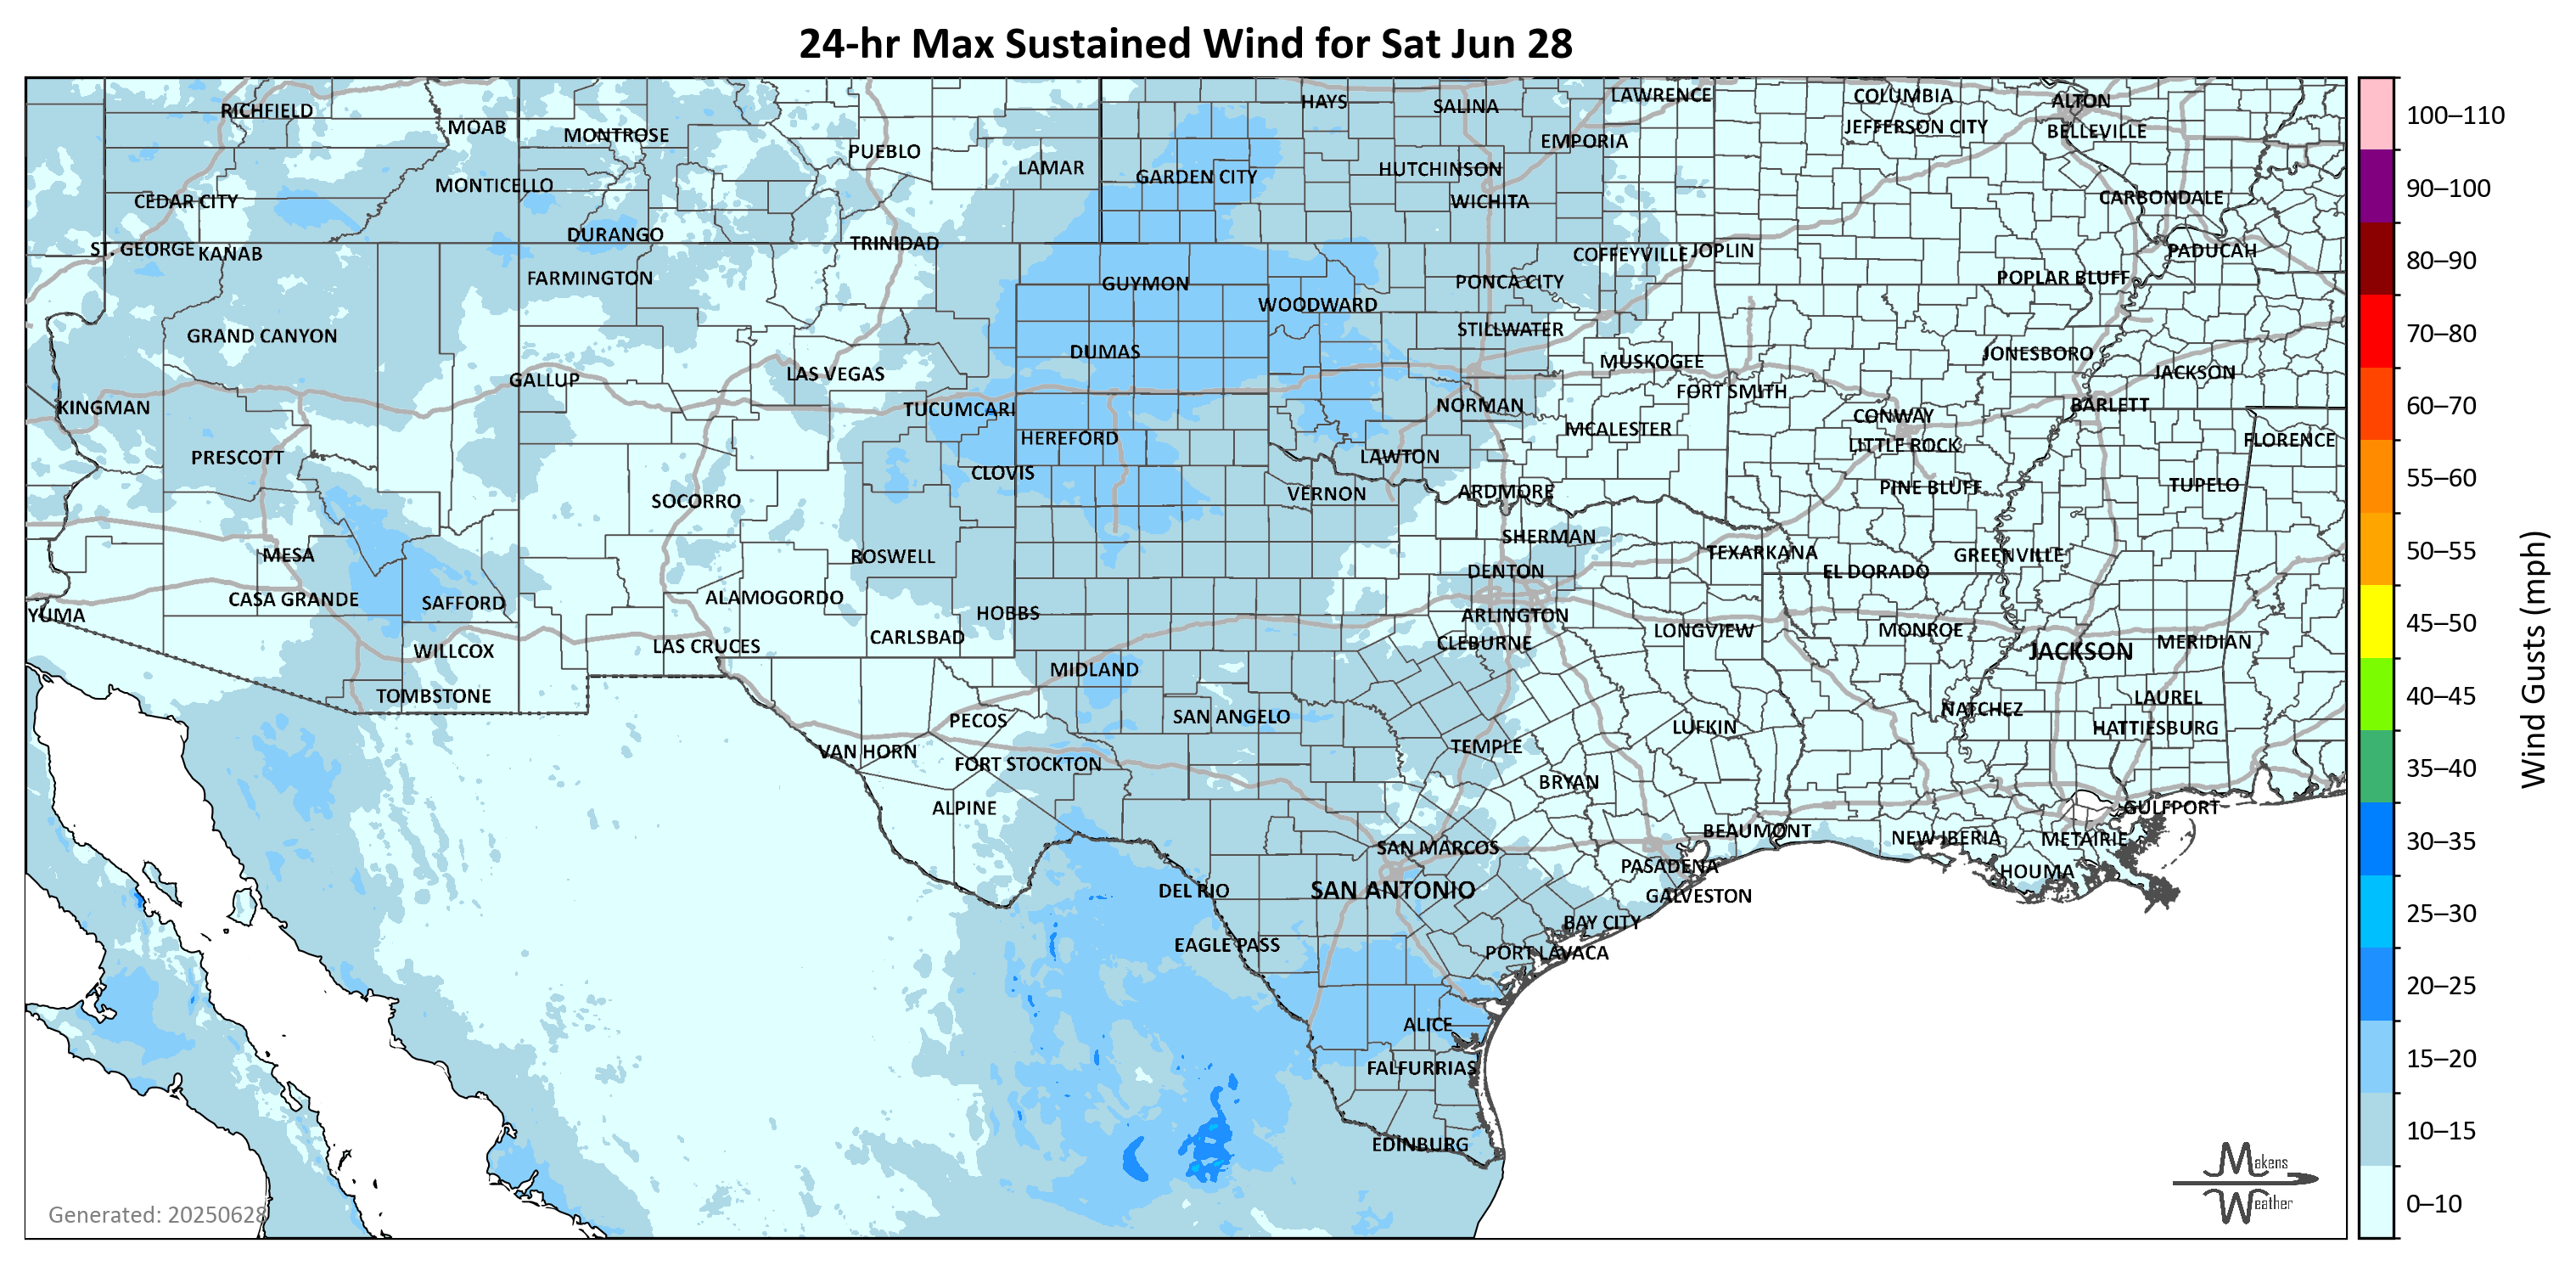 24-hr Max Sustained Wind for Sat Jun 28
RICHFIELD
MOAB
MONTROSE
PUEBLO
LAMAR
HAYS
SALINA
LAWRENCE
EMPORIA
COLUMBIA
JEFFERSON CITY
ALTON
BELLEVILLE
CEDAR CITY
MONTICELLO
GARDEN CITY
HUTCHINSON
WICHITA
CARBONDALE
ST. GEORGE
KANAB
DURANGO
TRINIDAD
COFFEYVILLE
JOPLIN
PADUCAH
FARMINGTON
GUYMON
WOODWARD
PONCA CITY
POPLAR BLUFF
GRAND CANYON
DUMAS
STILLWATER
MUSKOGEE
JONESBORO
JACKSON
KINGMAN
GALLUP
LAS VEGAS
TUCUMCARI
NORMAN
FORT SMITH
CONWAY
BARLETT
PRESCOTT
HEREFORD
CLOVIS
LAWTON
MCALESTER
LITTLE ROCK
FLORENCE
SOCORRO
VERNON
ARDMORE
PINE BLUFF
TUPELO
MESA
ROSWELL
SHERMAN
DENTON
TEXARKANA
EL DORADO
GREENVILLE
YUMA
CASA GRANDE
SAFFORD
ALAMOGORDO
HOBBS
ARLINGTON
CLEBURNE
LONGVIEW
MONROE
JACKSON
MERIDIAN
WILLCOX
LAS CRUCES
CARLSBAD
MIDLAND
TOMBSTONE
PECOS
SAN ANGELO
TEMPLE
LUFKIN
NATCHEZ
LAUREL
HATTIESBURG
VAN HORN
FORT STOCKTON
ALPINE
BRYAN
BEAUMONT
NEW IBERIA
METAIRIE
GULFPORT
HOUMA
DEL RIO
SAN MARCOS
SAN ANTONIO
PASADENA
GALVESTON
EAGLE PASS
BAY CITY
PORT LAVACA
ALICE
FALFURRIAS
EDINBURG
Generated: 20250628
Makens
Weather
100–110
90–100
80–90
70–80
60–70
55–60
50–55
45–50
40–45
35–40
30–35
25–30
20–25
15–20
10–15
0–10
Wind Gusts (mph)